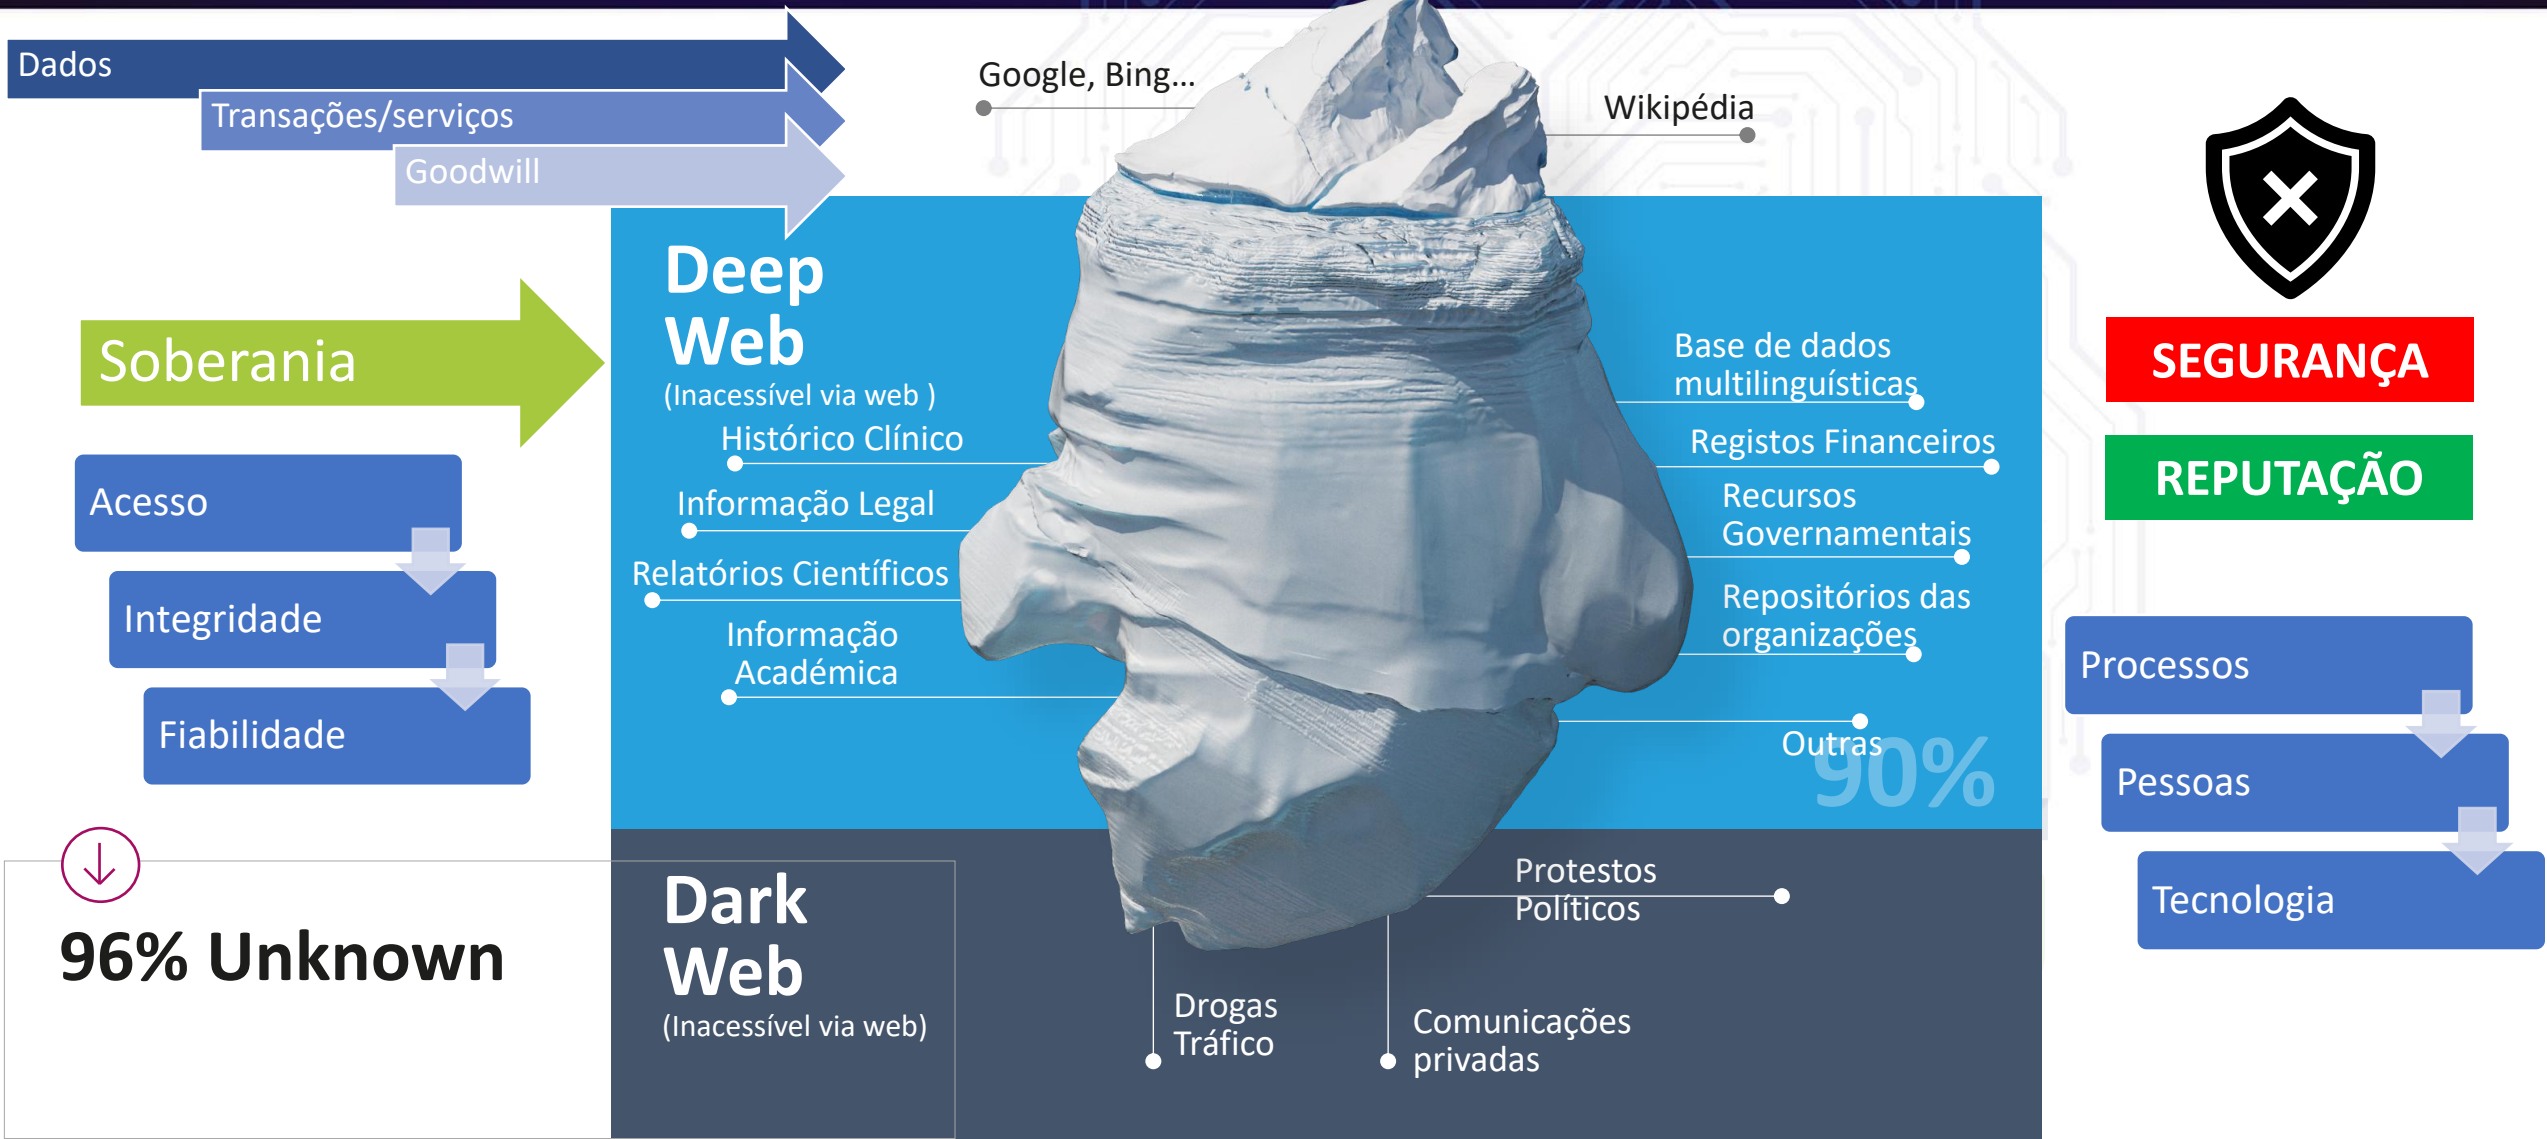 Dados
Transações/serviços
Goodwill
Google, Bing...
Wikipédia
Soberania
Acesso
Integridade
Fiabilidade
96% Unknown
Deep
Web
(Inacessível via web )
Histórico Clínico
Informação Legal
Relatórios Científicos
Informação
Académica
Base de dados
multilinguísticas
Registos Financeiros
Recursos
Governamentais
Repositórios das
organizações
Outras
90%
Dark
Web
(Inacessível via web)
Protestos
Políticos
Drogas
Tráfico
Comunicações
privadas
SEGURANÇA
REPUTAÇÃO
Processos
Pessoas
Tecnologia